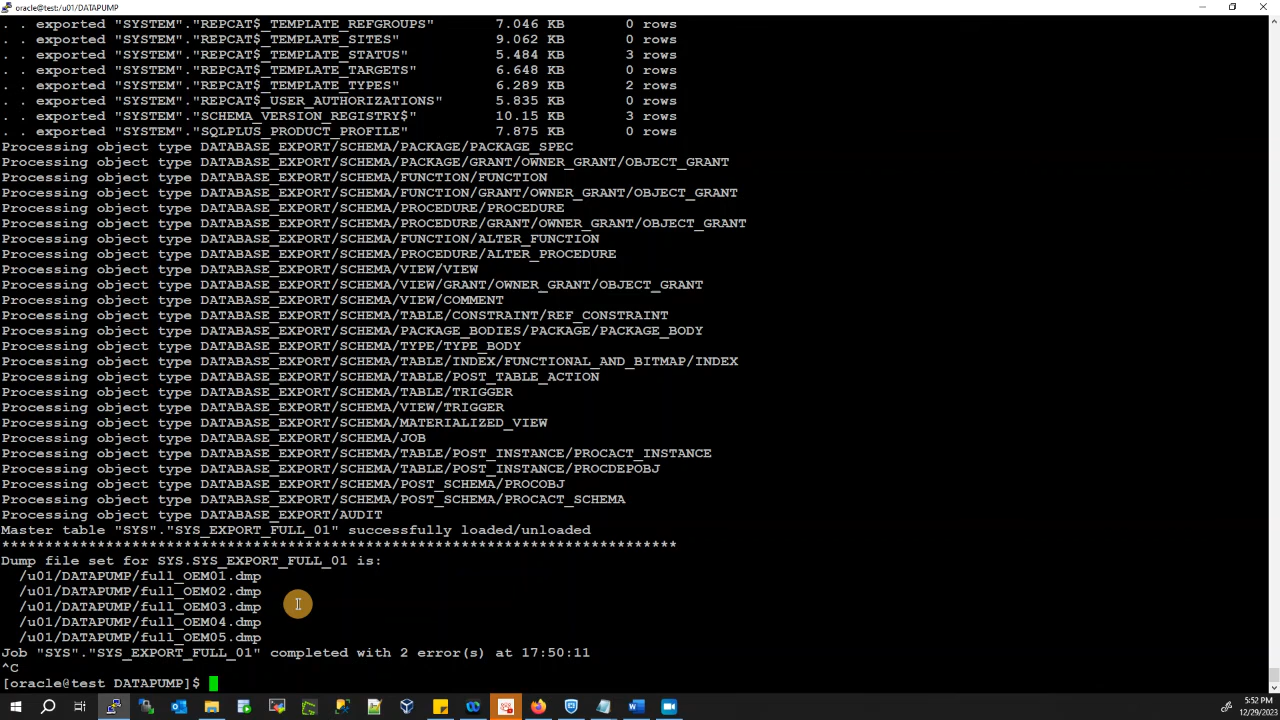 oracle@test:/u01/DATAPUMP
. . exported "SYSTEM"."REPCAT$_TEMPLATE_REFGROUPS" 7.046 KB 0 rows
. . exported "SYSTEM"."REPCAT$_TEMPLATE_SITES" 9.062 KB 0 rows
. . exported "SYSTEM"."REPCAT$_TEMPLATE_STATUS" 5.484 KB 3 rows
. . exported "SYSTEM"."REPCAT$_TEMPLATE_TARGETS" 6.648 KB 0 rows
. . exported "SYSTEM"."REPCAT$_TEMPLATE_TYPES" 6.289 KB 2 rows
. . exported "SYSTEM"."REPCAT$_USER_AUTHORIZATIONS" 5.835 KB 0 rows
. . exported "SYSTEM"."SCHEMA_VERSION_REGISTRY$" 10.15 KB 3 rows
. . exported "SYSTEM"."SQLPLUS_PRODUCT_PROFILE" 7.875 KB 0 rows
Processing object type DATABASE_EXPORT/SCHEMA/PACKAGE/PACKAGE_SPEC
Processing object type DATABASE_EXPORT/SCHEMA/PACKAGE/GRANT/OWNER_GRANT/OBJECT_GRANT
Processing object type DATABASE_EXPORT/SCHEMA/FUNCTION/FUNCTION
Processing object type DATABASE_EXPORT/SCHEMA/FUNCTION/GRANT/OWNER_GRANT/OBJECT_GRANT
Processing object type DATABASE_EXPORT/SCHEMA/PROCEDURE/PROCEDURE
Processing object type DATABASE_EXPORT/SCHEMA/PROCEDURE/GRANT/OWNER_GRANT/OBJECT_GRANT
Processing object type DATABASE_EXPORT/SCHEMA/FUNCTION/ALTER_FUNCTION
Processing object type DATABASE_EXPORT/SCHEMA/PROCEDURE/ALTER_PROCEDURE
Processing object type DATABASE_EXPORT/SCHEMA/VIEW/VIEW
Processing object type DATABASE_EXPORT/SCHEMA/VIEW/GRANT/OWNER_GRANT/OBJECT_GRANT
Processing object type DATABASE_EXPORT/SCHEMA/VIEW/COMMENT
Processing object type DATABASE_EXPORT/SCHEMA/TABLE/CONSTRAINT/REF_CONSTRAINT
Processing object type DATABASE_EXPORT/SCHEMA/PACKAGE_BODIES/PACKAGE/PACKAGE_BODY
Processing object type DATABASE_EXPORT/SCHEMA/TYPE/TYPE_BODY
Processing object type DATABASE_EXPORT/SCHEMA/TABLE/INDEX/FUNCTIONAL_AND_BITMAP/INDEX
Processing object type DATABASE_EXPORT/SCHEMA/TABLE/POST_TABLE_ACTION
Processing object type DATABASE_EXPORT/SCHEMA/TABLE/TRIGGER
Processing object type DATABASE_EXPORT/SCHEMA/VIEW/TRIGGER
Processing object type DATABASE_EXPORT/SCHEMA/MATERIALIZED_VIEW
Processing object type DATABASE_EXPORT/SCHEMA/JOB
Processing object type DATABASE_EXPORT/SCHEMA/TABLE/POST_INSTANCE/PROCACT_INSTANCE
Processing object type DATABASE_EXPORT/SCHEMA/TABLE/POST_INSTANCE/PROCDEPOBJ
Processing object type DATABASE_EXPORT/SCHEMA/POST_SCHEMA/PROCOBJ
Processing object type DATABASE_EXPORT/SCHEMA/POST_SCHEMA/PROCACT_SCHEMA
Processing object type DATABASE_EXPORT/AUDIT
Master table "SYS"."SYS_EXPORT_FULL_01" successfully loaded/unloaded
******************************************************************************
Dump file set for SYS.SYS_EXPORT_FULL_01 is:
/u01/DATAPUMP/full_OEM01.dmp
/u01/DATAPUMP/full_OEM02.dmp
/u01/DATAPUMP/full_OEM03.dmp
/u01/DATAPUMP/full_OEM04.dmp
/u01/DATAPUMP/full_OEM05.dmp
Job "SYS"."SYS_EXPORT_FULL_01" completed with 2 error(s) at 17:50:11
^C
[oracle@test DATAPUMP]$
5:52 PM
12/29/2023